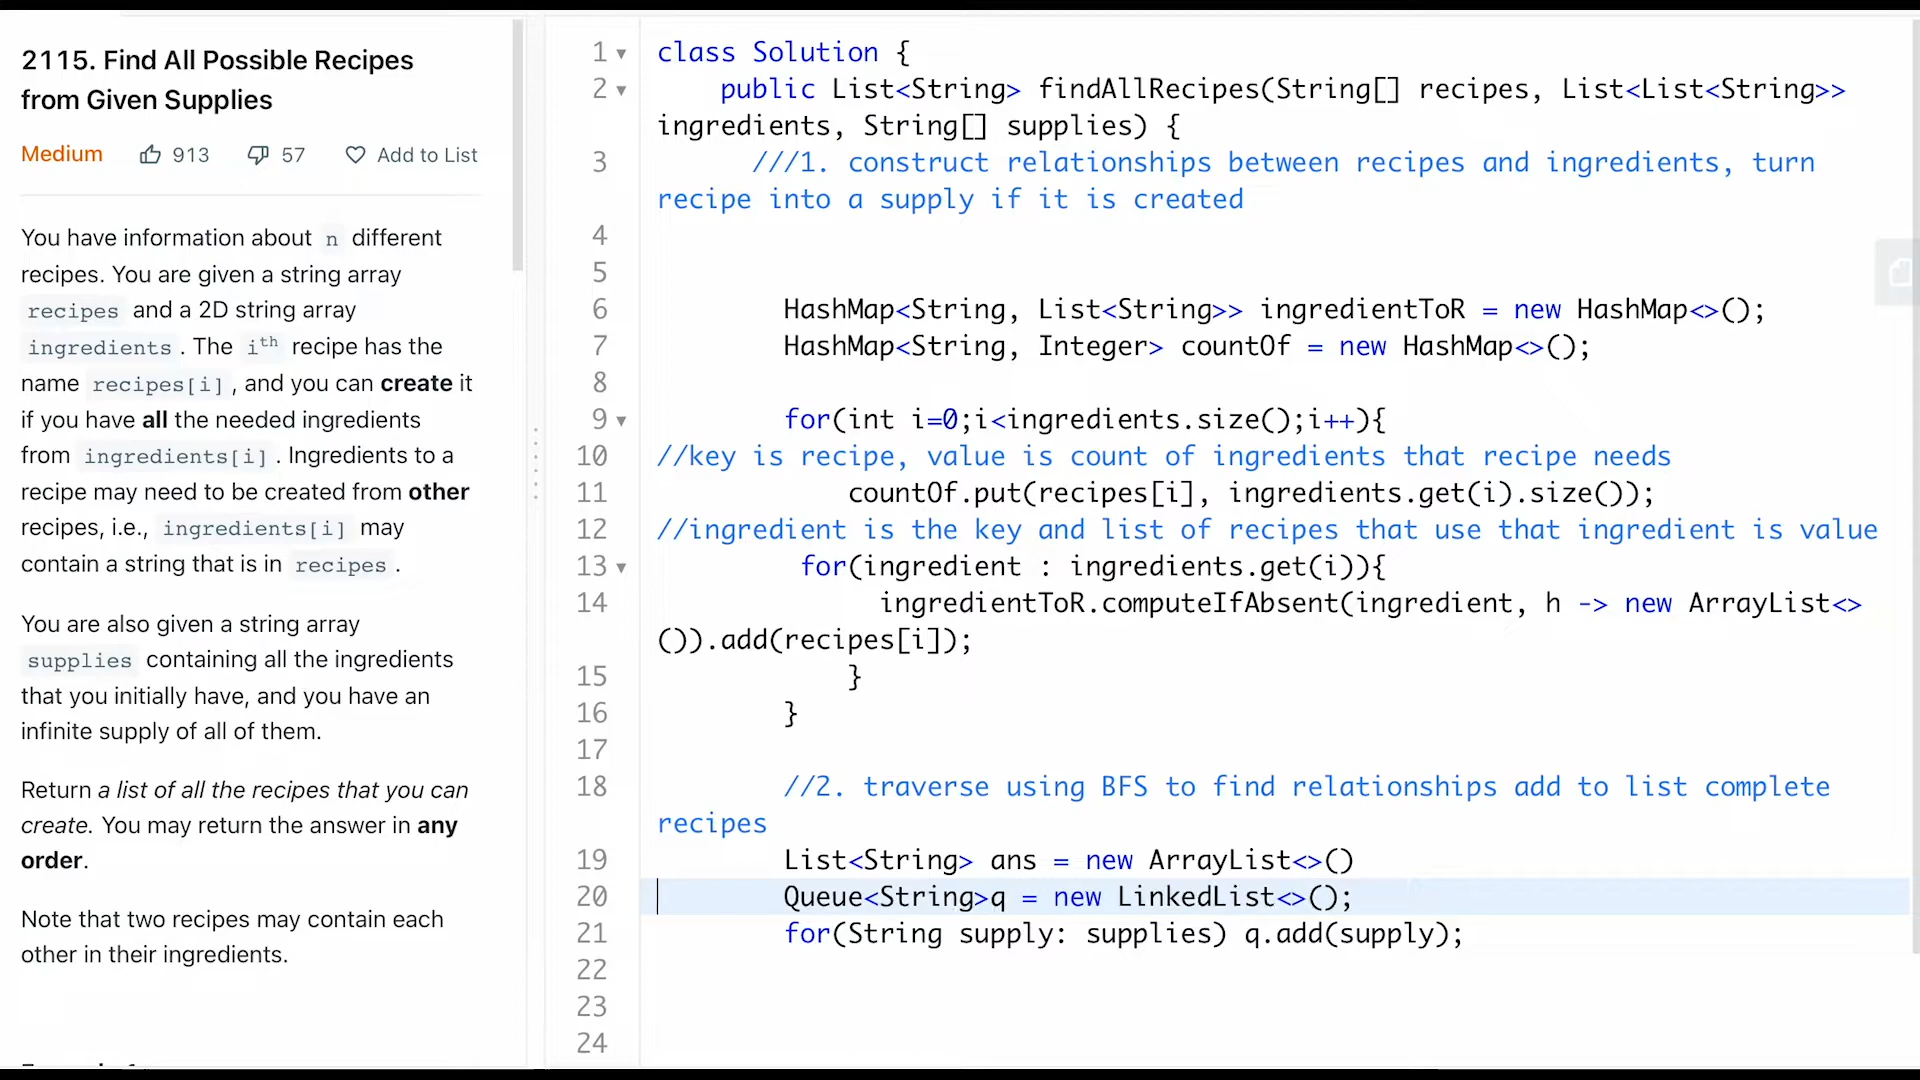 2115. Find All Possible Recipes
from Given Supplies
Medium 913 57 Add to List
You have information about n different
recipes. You are given a string array
recipes and a 2D string array
ingredients . The ith recipe has the
name recipes[i] , and you can create it
if you have all the needed ingredients
from ingredients[i] . Ingredients to a
recipe may need to be created from other
recipes, i.e., ingredients[i] may
contain a string that is in recipes .
You are also given a string array
supplies containing all the ingredients
that you initially have, and you have an
infinite supply of all of them.
Return a list of all the recipes that you can
create. You may return the answer in any
order.
Note that two recipes may contain each
other in their ingredients.
1 class Solution {
2 public List<String> findAllRecipes(String[] recipes, List<List<String>>
ingredients, String[] supplies) {
3 ///1. construct relationships between recipes and ingredients, turn
recipe into a supply if it is created
4
5
6 HashMap<String, List<String>> ingredientToR = new HashMap<>();
7 HashMap<String, Integer> countOf = new HashMap<>();
8
9 for(int i=0;i<ingredients.size();i++){
10 //key is recipe, value is count of ingredients that recipe needs
11 countOf.put(recipes[i], ingredients.get(i).size());
12 //ingredient is the key and list of recipes that use that ingredient is value
13 for(ingredient : ingredients.get(i)){
14 ingredientToR.computeIfAbsent(ingredient, h -> new ArrayList<>
()).add(recipes[i]);
15 }
16 }
17
18 //2. traverse using BFS to find relationships add to list complete
recipes
19 List<String> ans = new ArrayList<>()
20 Queue<String>q = new LinkedList<>();
21 for(String supply: supplies) q.add(supply);
22
23
24